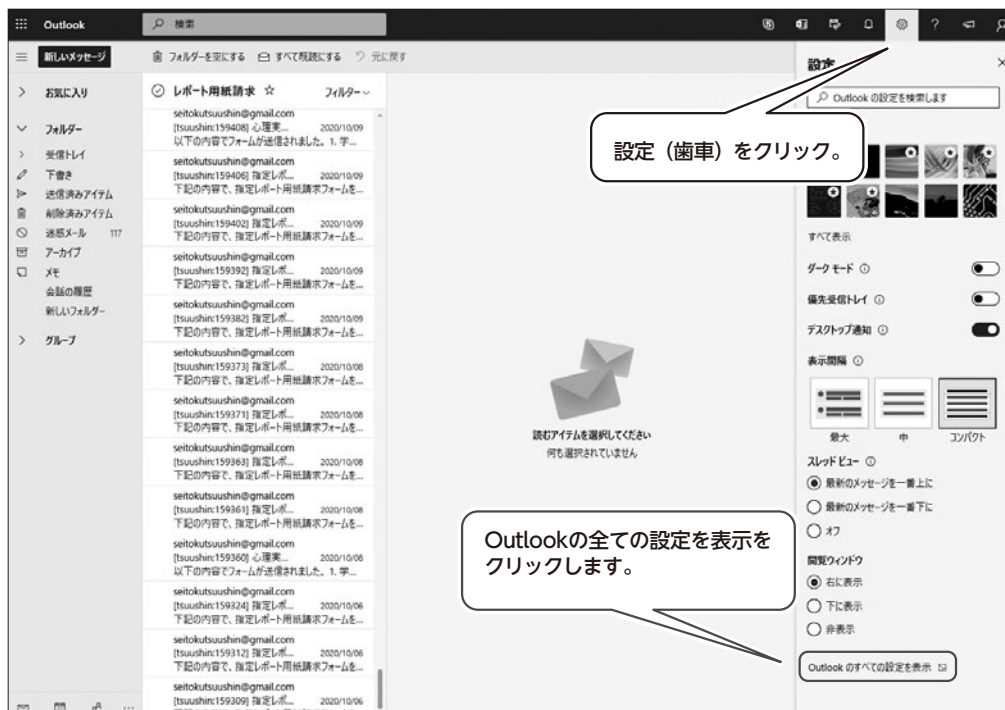 Outlook
検索
新しいメッセージ
フォルダーを空にする
すべて既読にする
元に戻す
お気に入り
フォルダー
受信トレイ
下書き
送信済みアイテム
削除済みアイテム
迷惑メール 117
アーカイブ
メモ
会話の履歴
新しいフォルダー
グループ
レポート用紙請求 ☆ フィルター
seitokutsuushin@gmail.com
[tsuushin:159408] 心理実... 2020/10/09
以下の内容でフォームが送信されました。1. 学...
seitokutsuushin@gmail.com
[tsuushin:159406] 指定レポ... 2020/10/09
下記の内容で、指定レポート用紙請求フォームを...
seitokutsuushin@gmail.com
[tsuushin:159402] 指定レポ... 2020/10/09
下記の内容で、指定レポート用紙請求フォームを...
seitokutsuushin@gmail.com
[tsuushin:159392] 指定レポ... 2020/10/09
下記の内容で、指定レポート用紙請求フォームを...
seitokutsuushin@gmail.com
[tsuushin:159382] 指定レポ... 2020/10/09
下記の内容で、指定レポート用紙請求フォームを...
seitokutsuushin@gmail.com
[tsuushin:159373] 指定レポ... 2020/10/08
下記の内容で、指定レポート用紙請求フォームを...
seitokutsuushin@gmail.com
[tsuushin:159371] 指定レポ... 2020/10/08
下記の内容で、指定レポート用紙請求フォームを...
seitokutsuushin@gmail.com
[tsuushin:159363] 指定レポ... 2020/10/08
下記の内容で、指定レポート用紙請求フォームを...
seitokutsuushin@gmail.com
[tsuushin:159361] 指定レポ... 2020/10/08
下記の内容で、指定レポート用紙請求フォームを...
seitokutsuushin@gmail.com
[tsuushin:159360] 心理実... 2020/10/08
以下の内容でフォームが送信されました。1. 学...
seitokutsuushin@gmail.com
[tsuushin:159324] 指定レポ... 2020/10/06
下記の内容で、指定レポート用紙請求フォームを...
seitokutsuushin@gmail.com
[tsuushin:159312] 指定レポ... 2020/10/06
下記の内容で、指定レポート用紙請求フォームを...
seitokutsuushin@gmail.com
[tsuushin:159309] 指定レポ... 2020/10/06
読むアイテムを選択してください
何も選択されていません
設定（歯車）をクリック。
Outlookの全ての設定を表示を
クリックします。
設定
Outlook の設定を検索します
すべて表示
ダーク モード
優先受信トレイ
デスクトップ通知
表示間隔
最大 中 コンパクト
スレッド ビュー
最新のメッセージを一番上に
最新のメッセージを一番下に
オフ
閲覧ウィンドウ
右に表示
下に表示
非表示
Outlook のすべての設定を表示